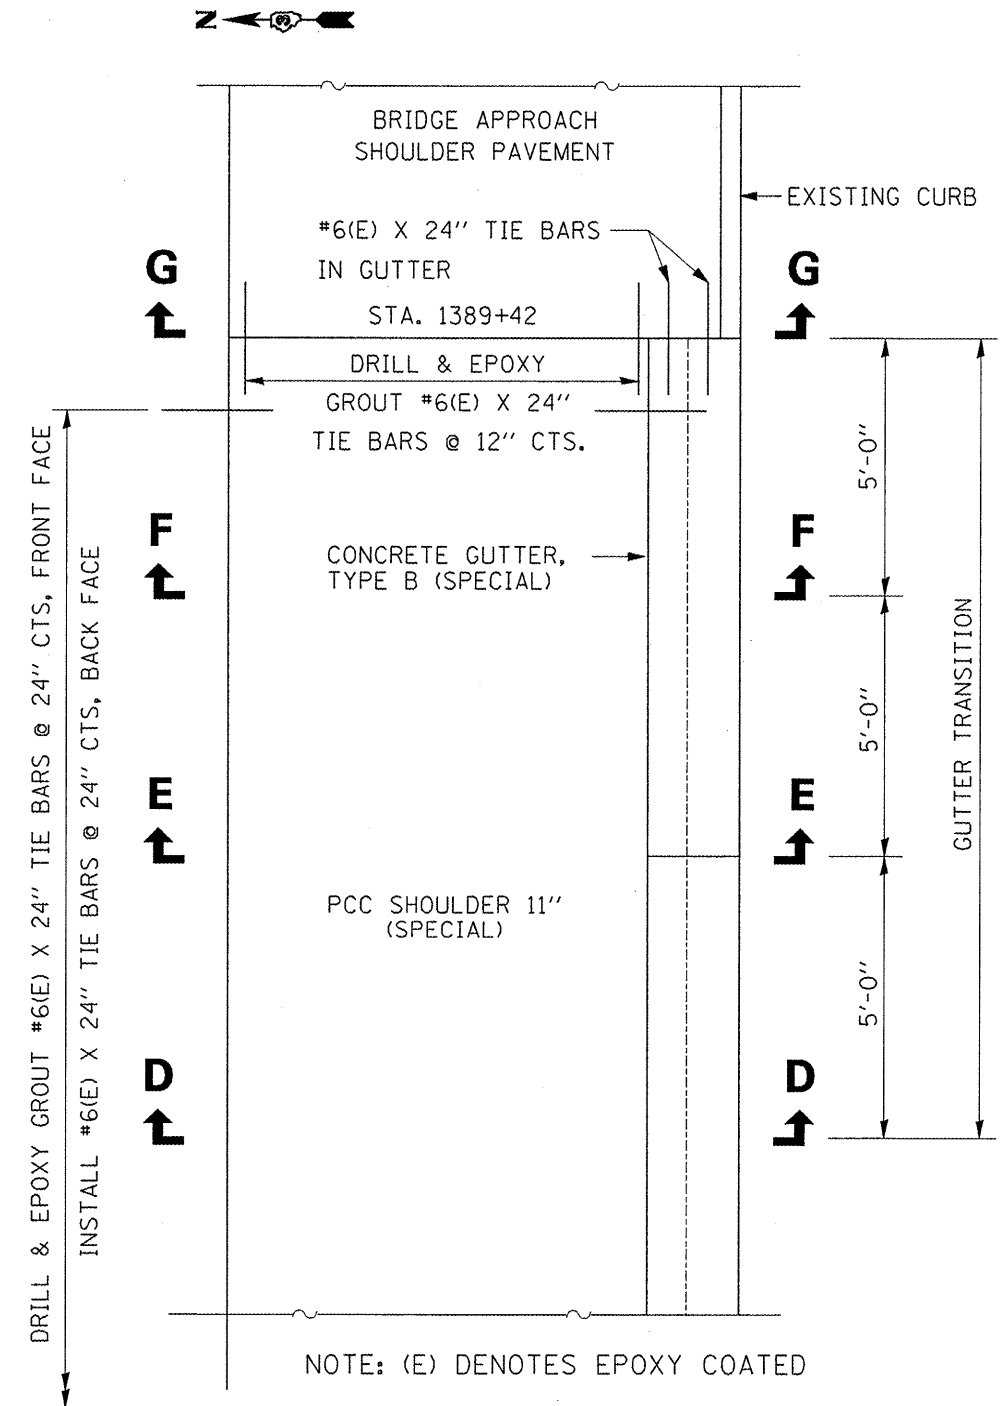 N
BRIDGE APPROACH
SHOULDER PAVEMENT
EXISTING CURB
#6(E) X 24" TIE BARS
IN GUTTER
G
G
STA. 1389+42
DRILL & EPOXY
GROUT #6(E) X 24"
TIE BARS @ 12" CTS.
5'-0"
F
F
CONCRETE GUTTER,
TYPE B (SPECIAL)
5'-0"
GUTTER TRANSITION
E
E
PCC SHOULDER 11"
(SPECIAL)
5'-0"
D
D
DRILL & EPOXY GROUT #6(E) X 24" TIE BARS @ 24" CTS, FRONT FACE
INSTALL #6(E) X 24" TIE BARS @ 24" CTS, BACK FACE
NOTE: (E) DENOTES EPOXY COATED